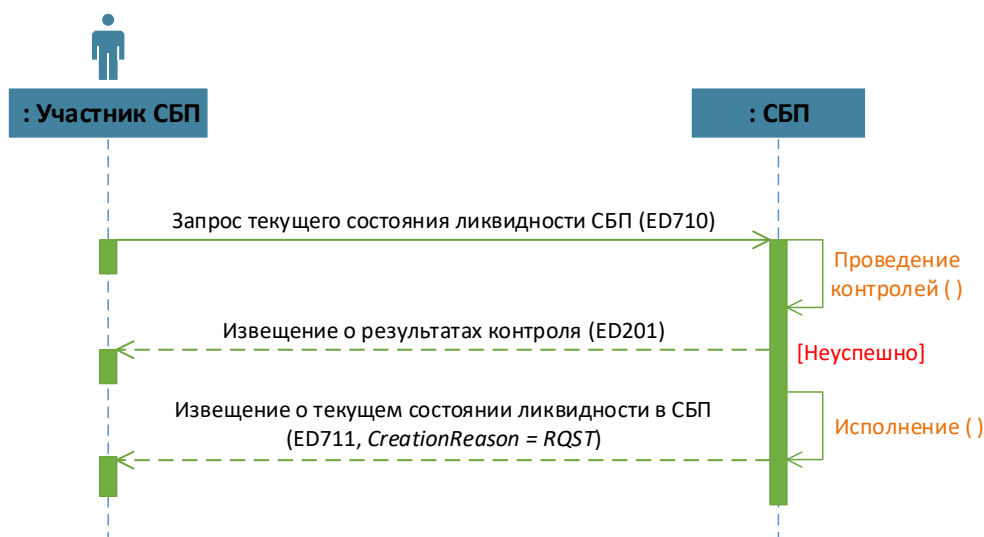 : Участник СБП
: СБП
Запрос текущего состояния ликвидности СБП (ED710)
Проведение
контролей ( )
Извещение о результатах контроля (ED201)
[Неуспешно]
Извещение о текущем состоянии ликвидности в СБП
(ED711, CreationReason = RQST)
Исполнение ( )